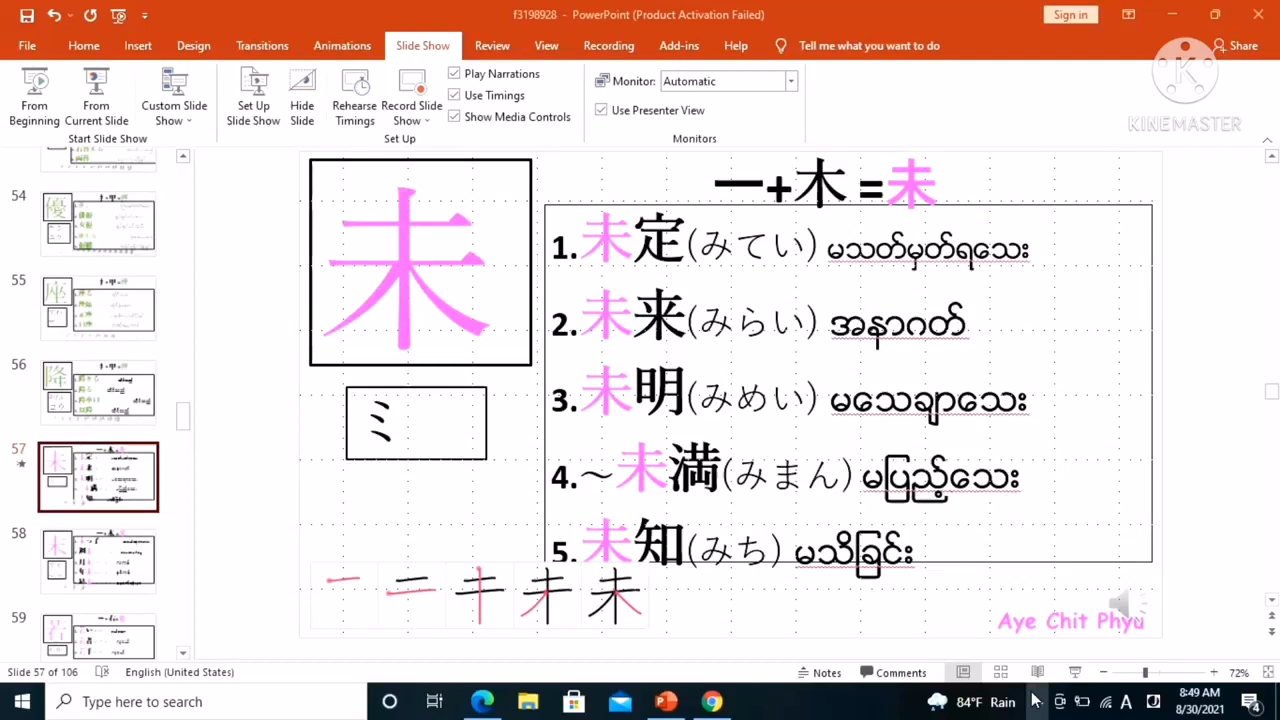 f3198928 - PowerPoint (Product Activation Failed)
Sign in
File Home Insert Design Transitions Animations Slide Show Review View Recording Add-ins Help Tell me what you want to do Share
From Beginning
From Current Slide
Custom Slide Show
Start Slide Show
Set Up Slide Show
Hide Slide
Rehearse Timings
Record Slide Show
Play Narrations
Use Timings
Show Media Controls
Set Up
Monitor: Automatic
Use Presenter View
Monitors
KINEMASTER
54
55
56
57
58
59
未
ミ
一+木=未
1.未定(みてい) မသတ်မှတ်ရသေး
2.未来(みらい) အနာဂတ်
3.未明(みめい) မသေချာသေး
4.～未満(みまん) မပြည့်သေး
5.未知(みち) မသိခြင်း
Aye Chit Phyu
Slide 57 of 106 English (United States) Notes Comments 72%
Type here to search
84°F Rain
8:49 AM
8/30/2021
4